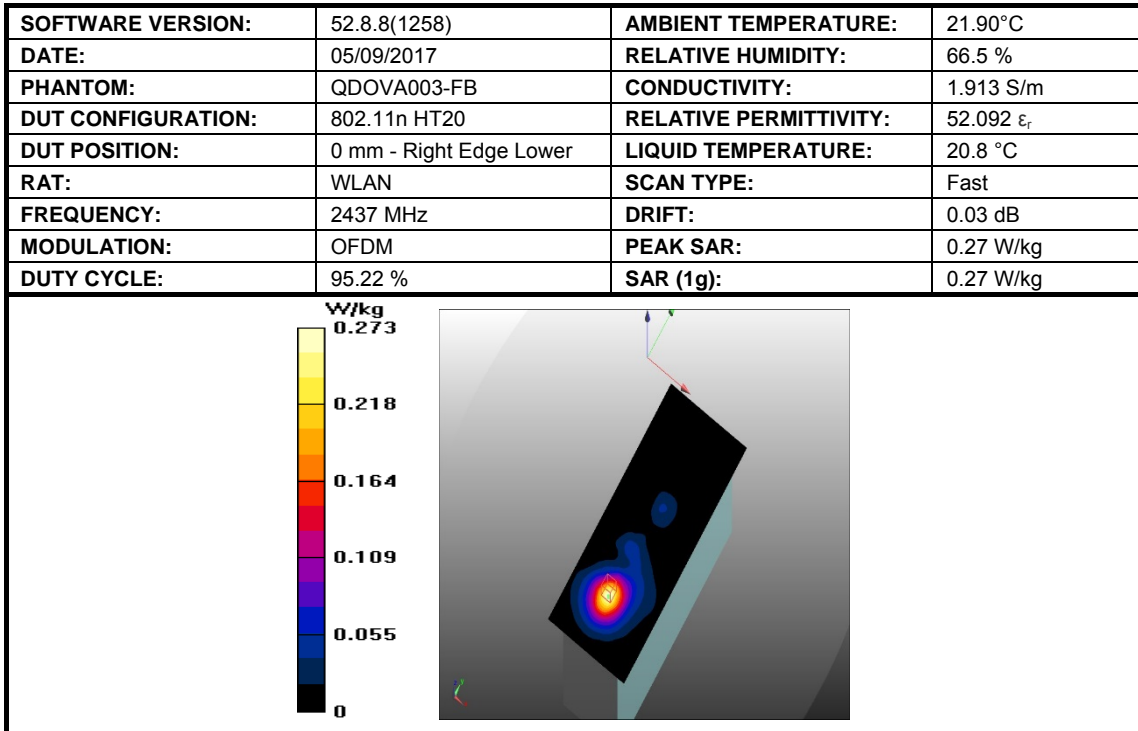 SOFTWARE VERSION: 52.8.8(1258) AMBIENT TEMPERATURE: 21.90°C
DATE: 05/09/2017 RELATIVE HUMIDITY: 66.5 %
PHANTOM: QDOVA003-FB CONDUCTIVITY: 1.913 S/m
DUT CONFIGURATION: 802.11n HT20 RELATIVE PERMITTIVITY: 52.092 εr
DUT POSITION: 0 mm - Right Edge Lower LIQUID TEMPERATURE: 20.8 °C
RAT: WLAN SCAN TYPE: Fast
FREQUENCY: 2437 MHz DRIFT: 0.03 dB
MODULATION: OFDM PEAK SAR: 0.27 W/kg
DUTY CYCLE: 95.22 % SAR (1g): 0.27 W/kg
W/kg
0.273
0.218
0.164
0.109
0.055
0